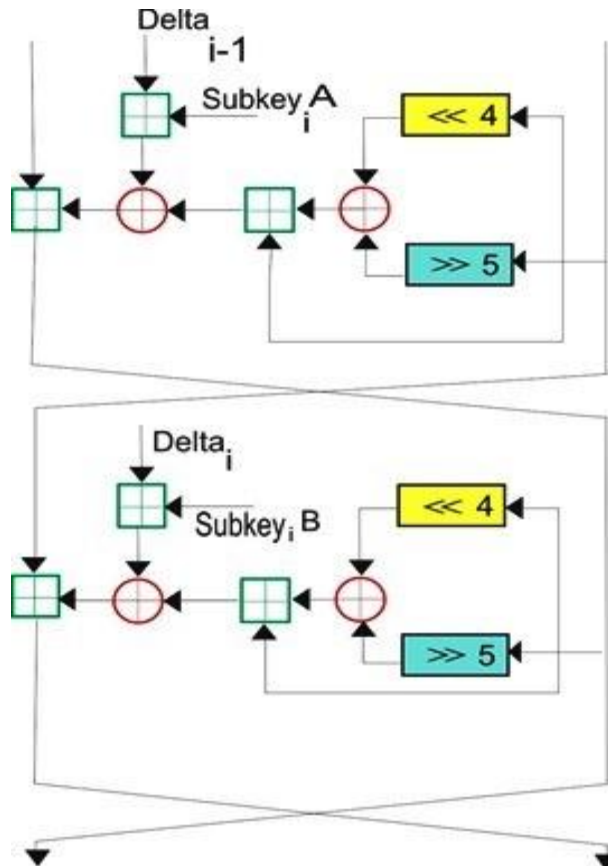 Delta
i-1
Subkey i A
<< 4
>> 5
Delta i
Subkey i B
<< 4
>> 5